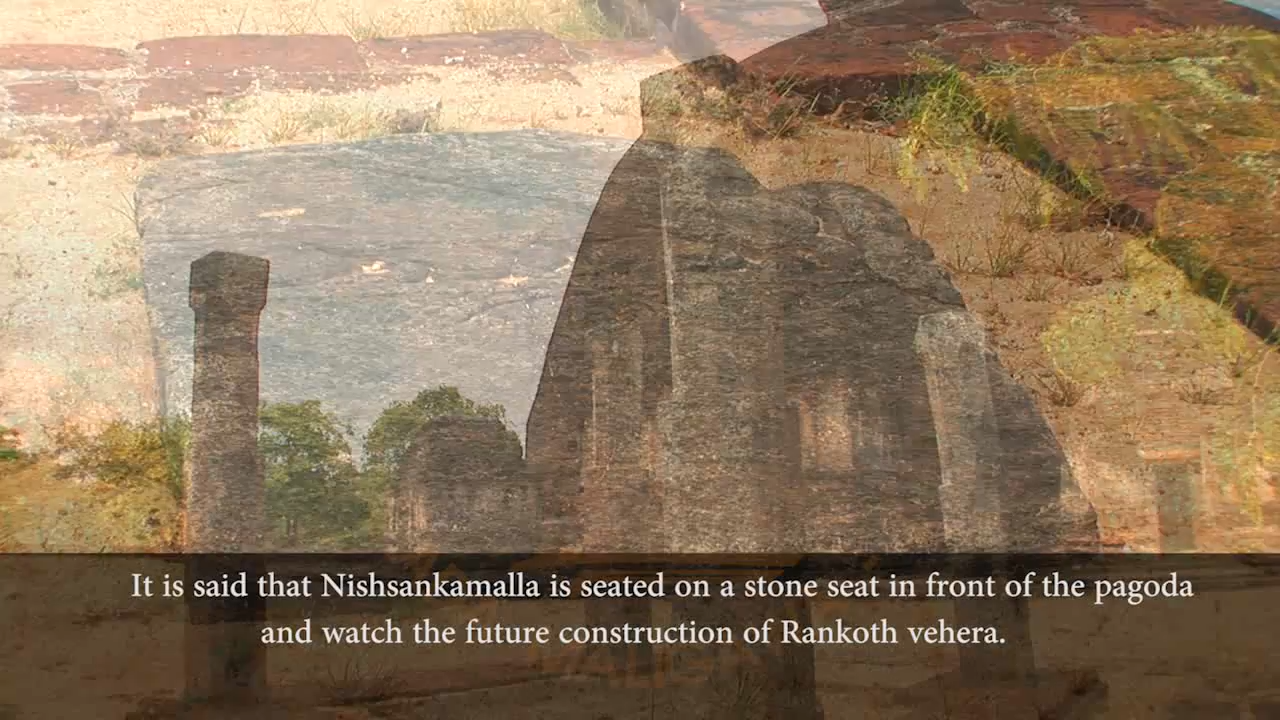 It is said that Nishsankamalla is seated on a stone seat in front of the pagoda
and watch the future construction of Rankoth vehera.